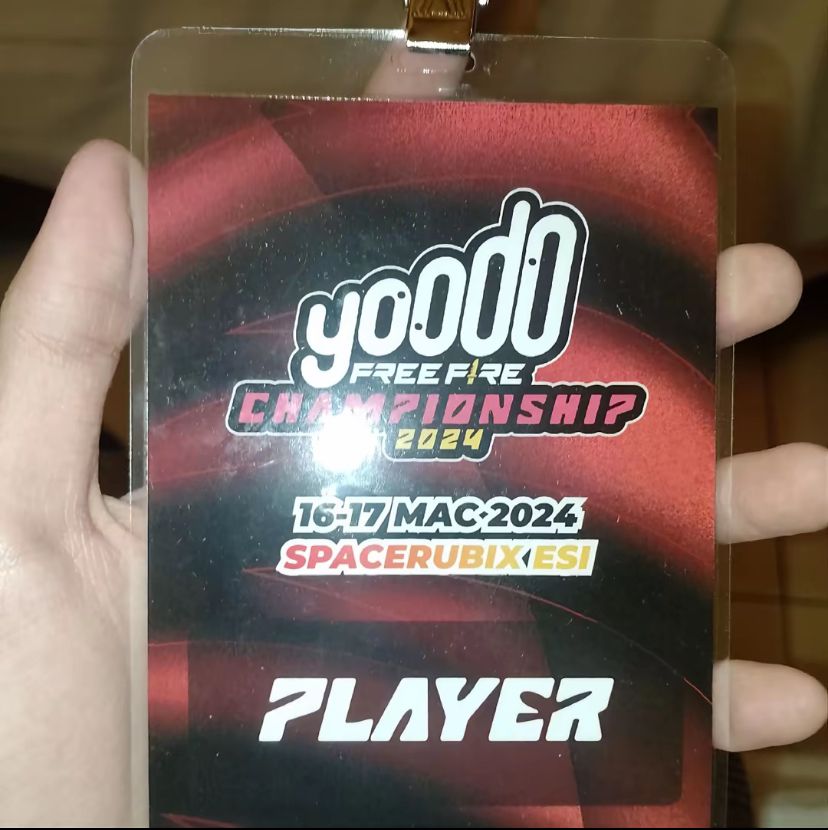 yoodo
FREE FIRE
CHAMPIONSHIP
2024
16-17 MAC 2024
SPACERUBIX ESI
PLAYER